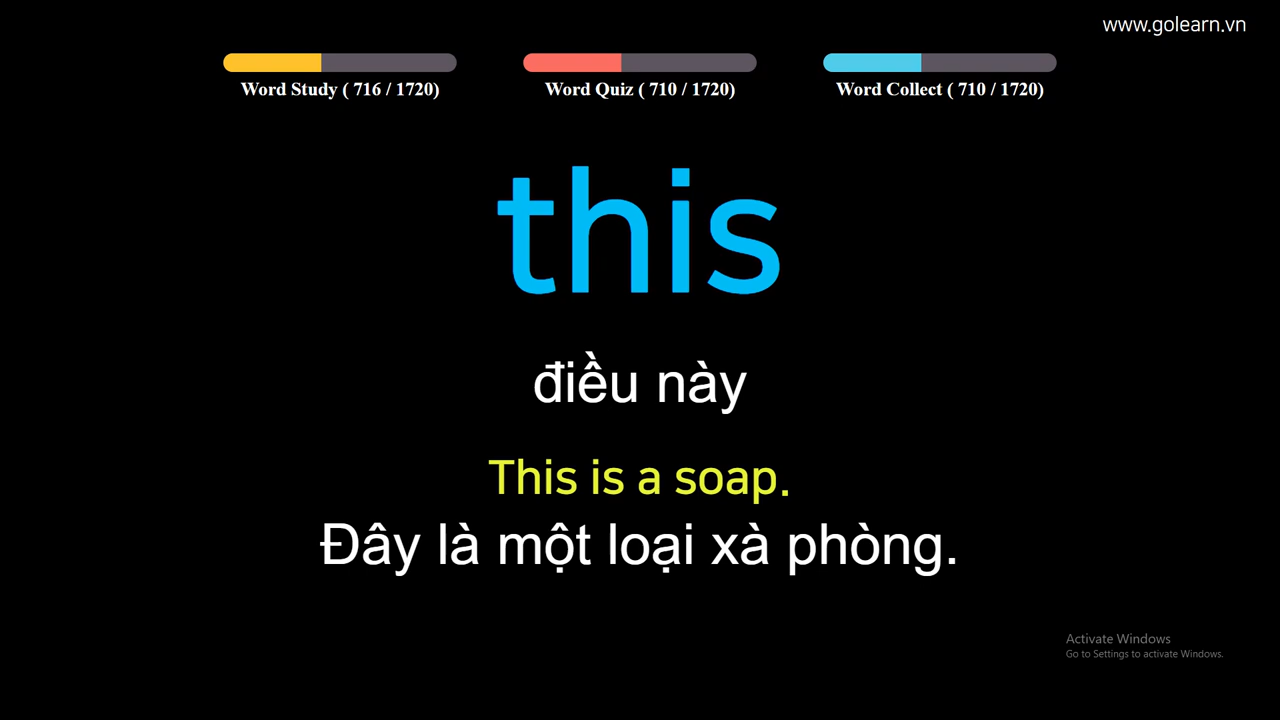 www.golearn.vn
Word Study ( 716 / 1720)
Word Quiz ( 710 / 1720)
Word Collect ( 710 / 1720)
this
điều này
This is a soap.
Đây là một loại xà phòng.
Activate Windows
Go to Settings to activate Windows.